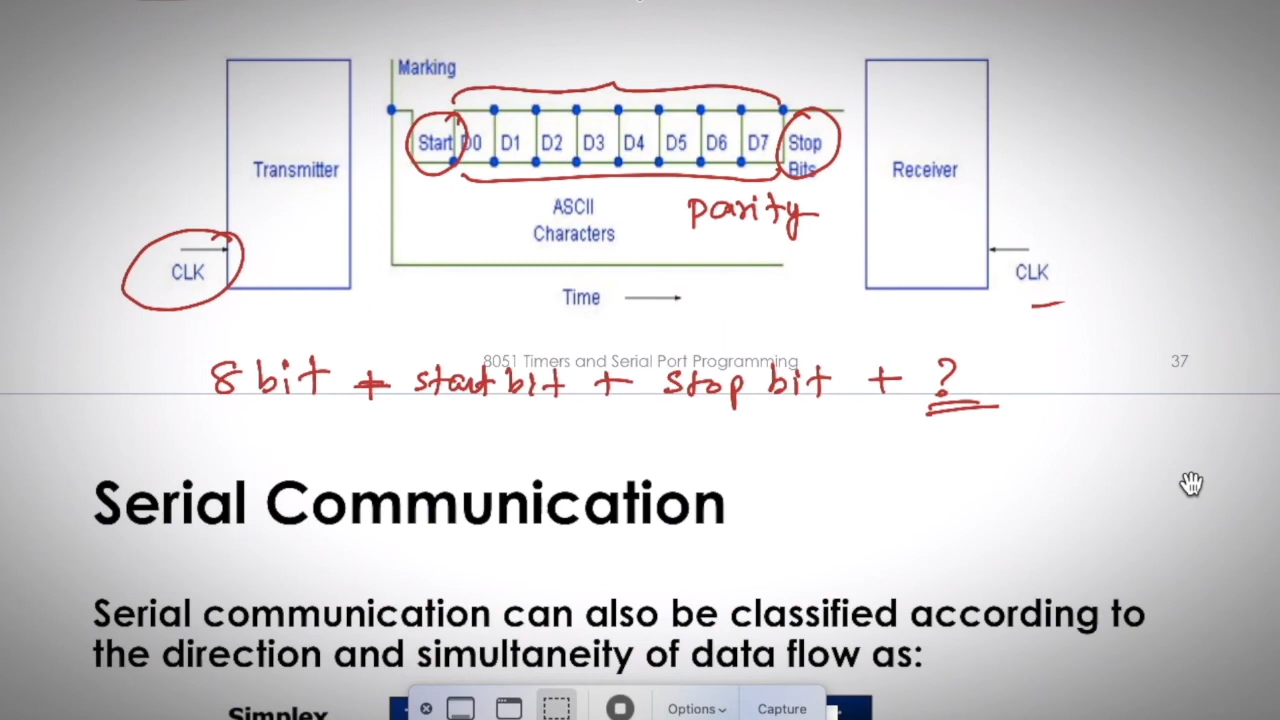 Marking
Start D0 D1 D2 D3 D4 D5 D6 D7 Stop
Bits
Transmitter
Receiver
ASCII
Characters
parity
CLK
CLK
Time
8051 Timers and Serial Port Programming
37
8 bit + start bit + stop bit + ?
Serial Communication
Serial communication can also be classified according to
the direction and simultaneity of data flow as:
Simplex
Options
Capture